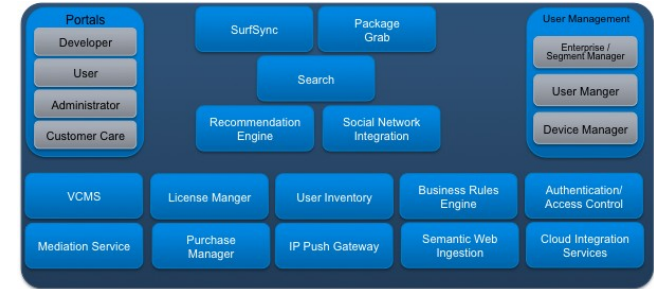 Portals
Developer
User
Administrator
Customer Care
SurfSync
Package
Grab
Search
Recommendation
Engine
Social Network
Integration
User Management
Enterprise /
Segment Manager
User Manger
Device Manager
VCMS
License Manger
User Inventory
Business Rules
Engine
Authentication/
Access Control
Mediation Service
Purchase
Manager
IP Push Gateway
Semantic Web
Ingestion
Cloud Integration
Services